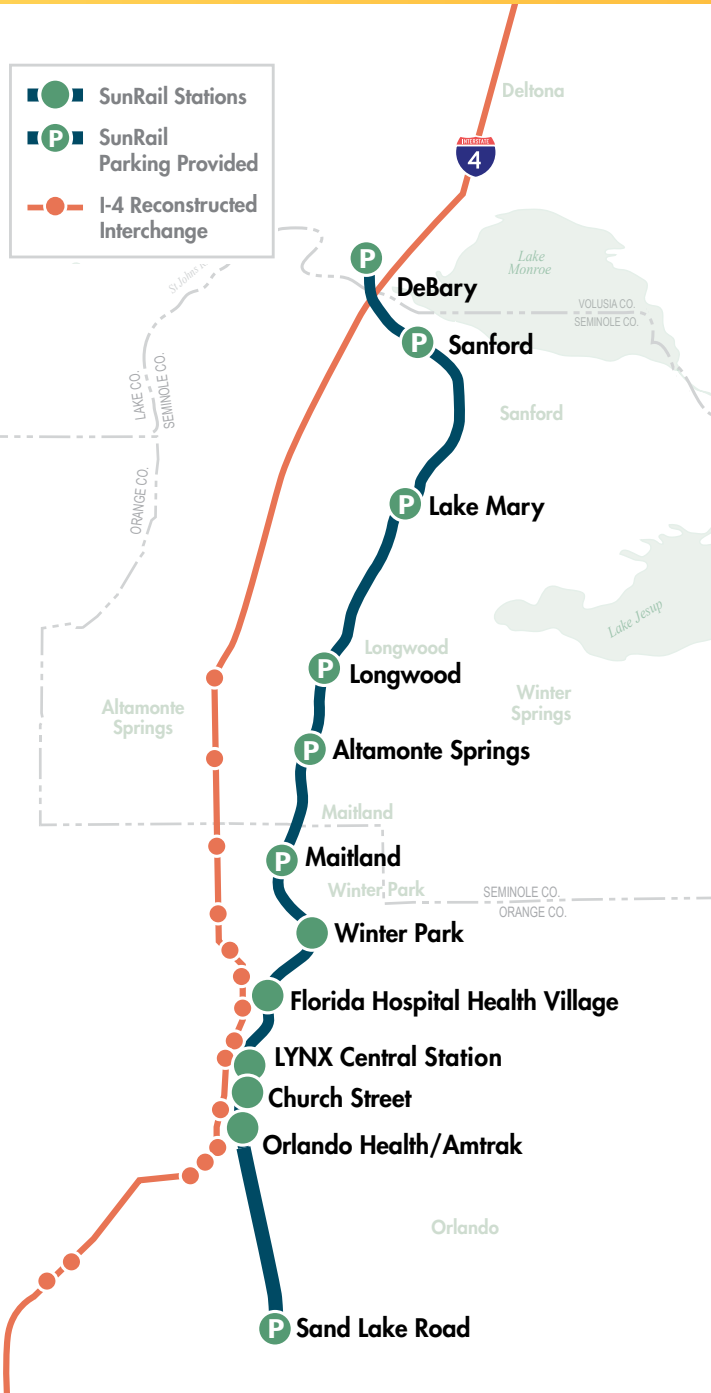 SunRail Stations
SunRail
Parking Provided
I-4 Reconstructed
Interchange
Deltona
INTERSTATE
4
P
P
DeBary
Lake
Monroe
St Johns
VOLUSIA CO.
SEMINOLE CO.
P
Sanford
Sanford
LAKE CO.
SEMINOLE CO.
ORANGE CO.
P
Lake Mary
Lake Jesup
Longwood
P
Longwood
Altamonte
Springs
Winter
Springs
P
Altamonte Springs
Maitland
P
Maitland
Winter Park
SEMINOLE CO.
ORANGE CO.
Winter Park
Florida Hospital Health Village
LYNX Central Station
Church Street
Orlando Health/Amtrak
Orlando
P
Sand Lake Road